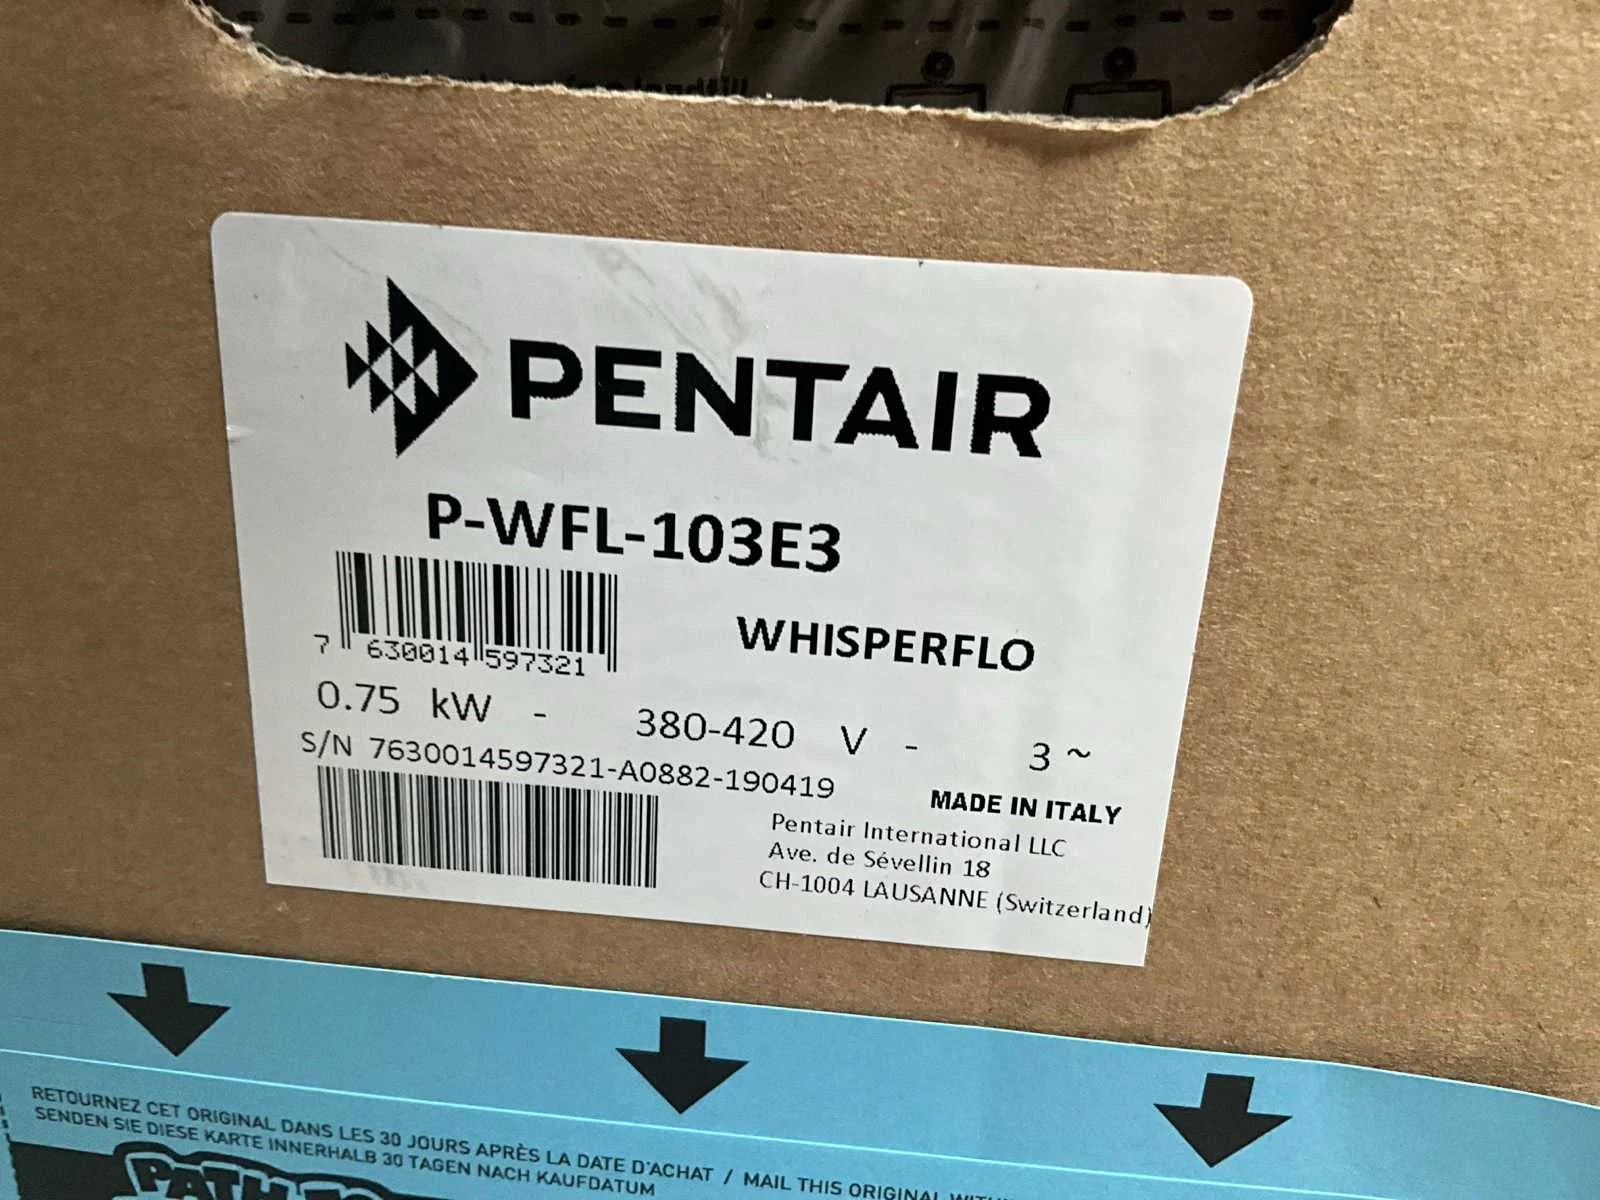 PENTAIR
P-WFL-103E3
7 630014 597321
WHISPERFLO
0.75 kW - 380-420 V - 3 ~
S/N 7630014597321-A0882-190419
MADE IN ITALY
Pentair International LLC
Ave. de Sévellin 18
CH-1004 LAUSANNE (Switzerland)
RETOURNEZ CET ORIGINAL DANS LES 30 JOURS APRÈS LA DATE D'ACHAT / MAIL THIS ORIGINAL
SENDEN SIE DIESE KARTE INNERHALB 30 TAGEN NACH KAUFDATUM
PATH TO